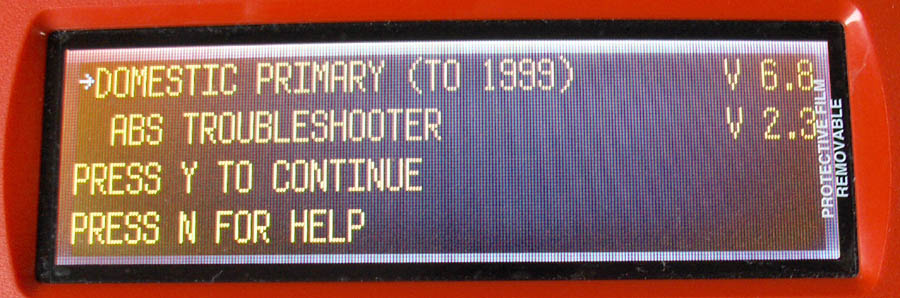 →DOMESTIC PRIMARY (TO 1999) V 6.8
ABS TROUBLESHOOTER V 2.3
PRESS Y TO CONTINUE
PRESS N FOR HELP
PROTECTIVE FILM
REMOVABLE